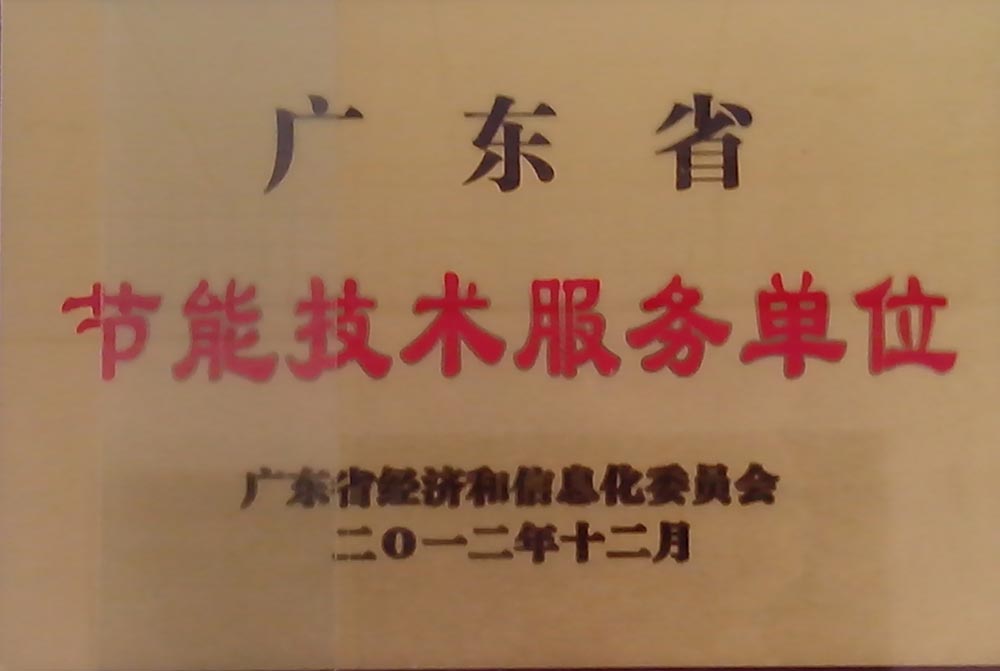 广东省
节能技术服务单位
广东省经济和信息化委员会
二〇一二年十二月